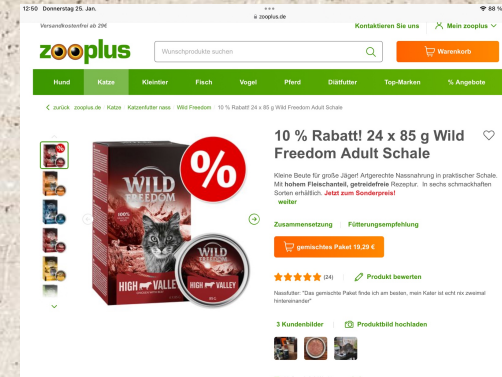 12:50 Donnerstag 25. Jan.
88 %
zooplus.de
Versandkostenfrei ab 29€
Kontaktieren Sie uns
Mein zooplus
zooplus
Wunschprodukte suchen
Warenkorb
Hund Katze Kleintier Fisch Vogel Pferd Diätfutter Top-Marken % Angebote
zurück zooplus.de Katze Katzenfutter nass Wild Freedom 10 % Rabatt! 24 x 85 g Wild Freedom Adult Schale
%
WILD
FREEDOM
100%
HIGH VALLEY
WILD
FREEDOM
HIGH VALLEY
10 % Rabatt! 24 x 85 g Wild
Freedom Adult Schale
Kleine Beute für große Jäger! Artgerechte Nassnahrung in praktischer Schale.
Mit hohem Fleischanteil, getreidefreie Rezeptur. In sechs schmackhaften
Sorten erhältlich. Jetzt zum Sonderpreis!
weiter
Zusammensetzung Fütterungsempfehlung
gemischtes Paket 19,29 €
(24) Produkt bewerten
Nassfutter: "Das gemischte Paket finde ich am besten, mein Kater ist echt nix zweimal
hintereinander"
3 Kundenbilder Produktbild hochladen